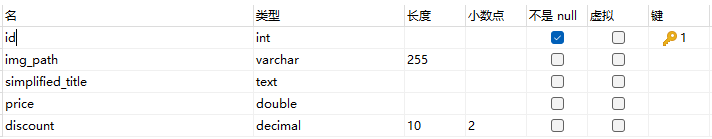 名 类型 长度 小数点 不是 null 虚拟 键
id int 1
img_path varchar 255
simplified_title text
price double
discount decimal 10 2